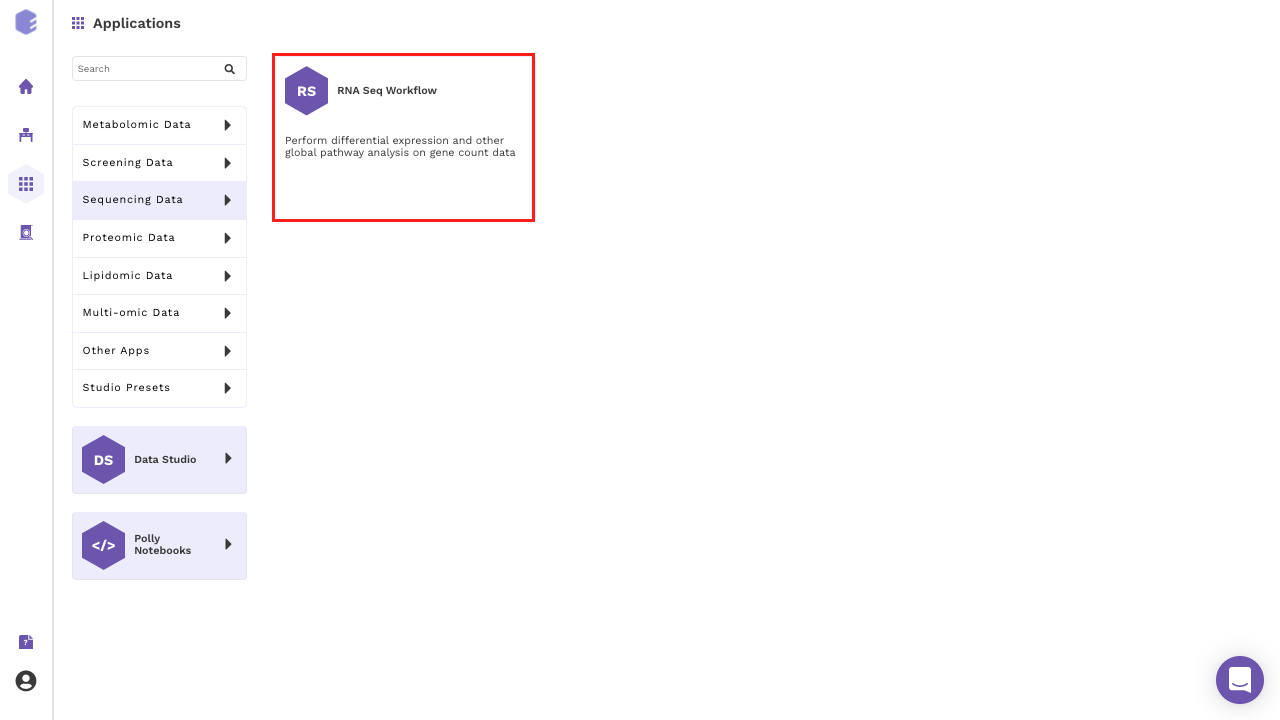 Applications
Search
Metabolomic Data
Screening Data
Sequencing Data
Proteomic Data
Lipidomic Data
Multi-omic Data
Other Apps
Studio Presets
DS
Data Studio
</>
Polly
Notebooks
RS
RNA Seq Workflow
Perform differential expression and other
global pathway analysis on gene count data
?